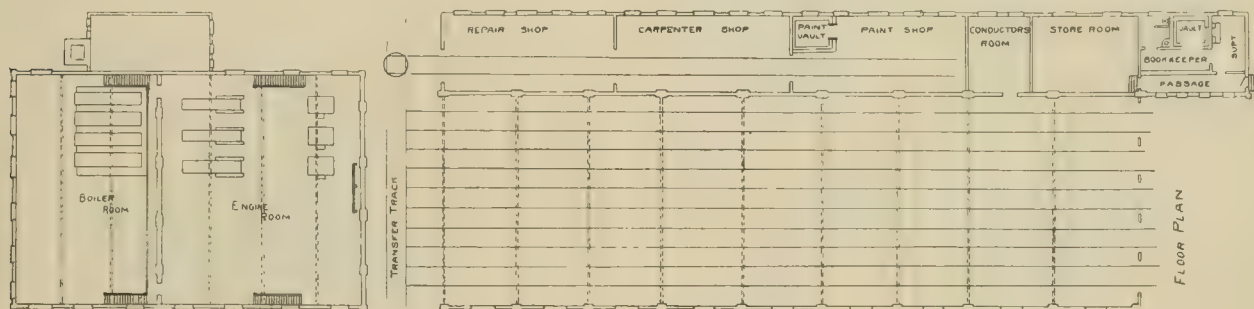 REPAIR SHOP
CARPENTER SHOP
PAINT
VAULT
PAINT SHOP
CONDUCTORS
ROOM
STORE ROOM
VAULT
BOOKKEEPER
SUPT
PASSAGE
BOILER
ROOM
ENGINE
ROOM
TRANSFER TRACK
FLOOR PLAN